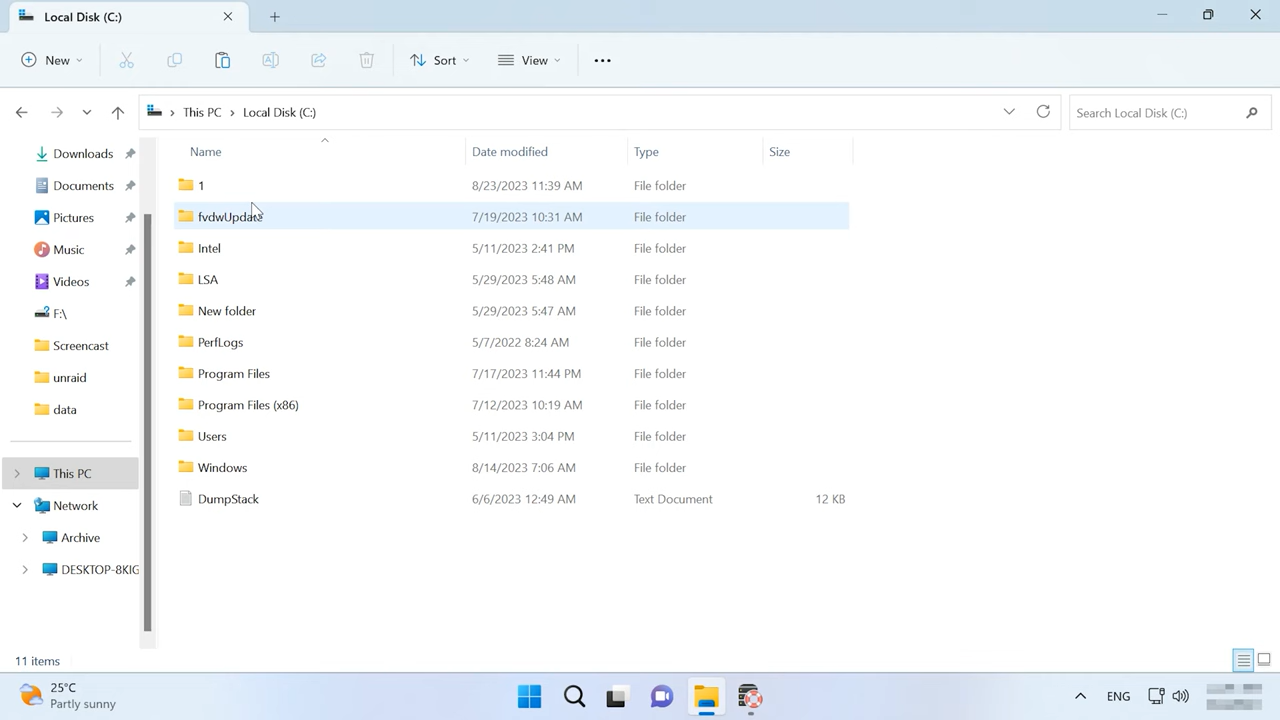 Local Disk (C:)
New
Sort
View
This PC
Local Disk (C:)
Search Local Disk (C:)
Name
Date modified
Type
Size
Downloads
Documents
Pictures
Music
Videos
F:\
Screencast
unraid
data
This PC
Network
Archive
DESKTOP-8KIG
1 8/23/2023 11:39 AM File folder
fvdwUpdate 7/19/2023 10:31 AM File folder
Intel 5/11/2023 2:41 PM File folder
LSA 5/29/2023 5:48 AM File folder
New folder 5/29/2023 5:47 AM File folder
PerfLogs 5/7/2022 8:24 AM File folder
Program Files 7/17/2023 11:44 PM File folder
Program Files (x86) 7/12/2023 10:19 AM File folder
Users 5/11/2023 3:04 PM File folder
Windows 8/14/2023 7:06 AM File folder
DumpStack 6/6/2023 12:49 AM Text Document 12 KB
11 items
25°C
Partly sunny
ENG